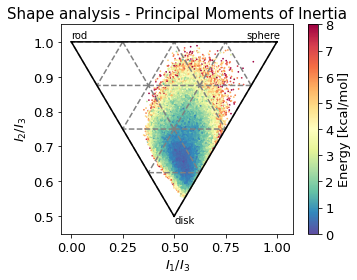 Shape analysis - Principal Moments of Inertia
rod
sphere
disk
1.0
0.9
0.8
0.7
0.6
0.5
I2/I3
0.00
0.25
0.50
0.75
1.00
I1/I3
8
7
6
5
4
3
2
1
0
Energy [kcal/mol]